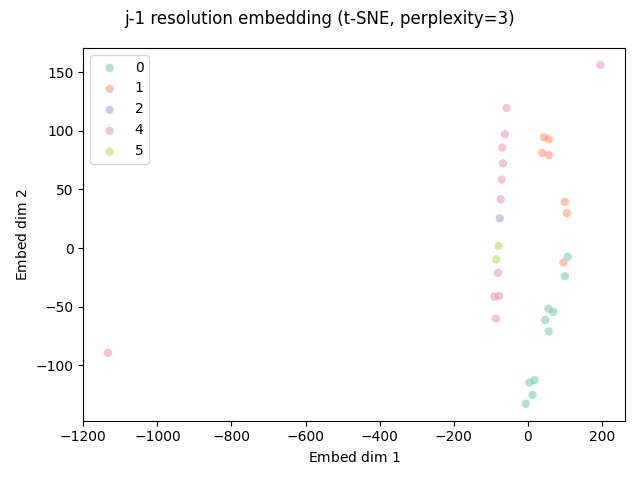 j-1 resolution embedding (t-SNE, perplexity=3)
0
1
2
4
5
150
100
50
0
−50
−100
Embed dim 2
−1200 −1000 −800 −600 −400 −200 0 200
Embed dim 1